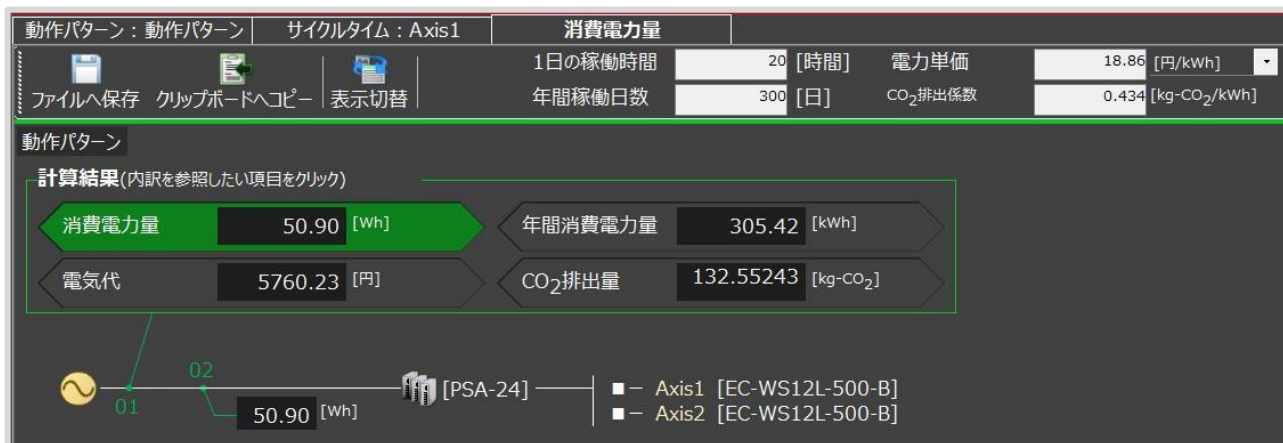 動作パターン：動作パターン サイクルタイム：Axis1 消費電力量
1日の稼働時間 20 [時間] 電力単価 18.86 [円/kWh]
ファイルへ保存 クリップボードへコピー 表示切替 年間稼働日数 300 [日] CO2排出係数 0.434 [kg-CO2/kWh]
動作パターン
計算結果(内訳を参照したい項目をクリック)
消費電力量 50.90 [Wh] 年間消費電力量 305.42 [kWh]
電気代 5760.23 [円] CO2排出量 132.55243 [kg-CO2]
02
01
[PSA-24]
Axis1 [EC-WS12L-500-B]
Axis2 [EC-WS12L-500-B]
50.90 [Wh]